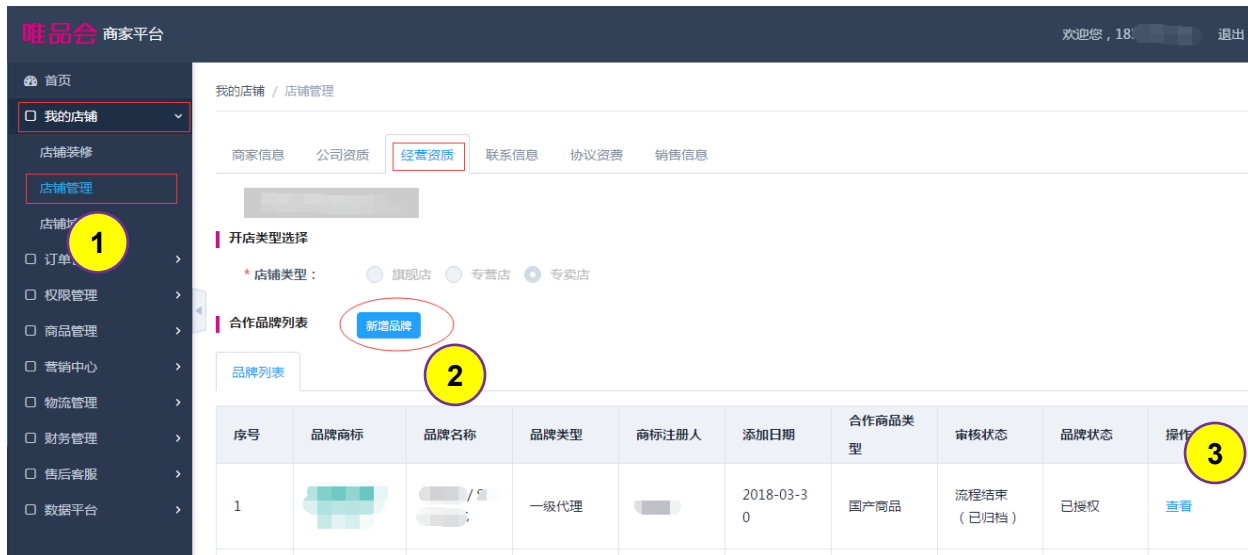 唯品会 商家平台
欢迎您，18
退出
首页
我的店铺
店铺装修
店铺管理
店铺
1
订单
权限管理
商品管理
营销中心
物流管理
财务管理
售后客服
数据平台
我的店铺 / 店铺管理
商家信息 公司资质 经营资质 联系信息 协议资费 销售信息
开店类型选择
* 店铺类型： 旗舰店 专营店 专卖店
合作品牌列表 新增品牌
2
品牌列表
序号 品牌商标 品牌名称 品牌类型 商标注册人 添加日期 合作商品类型 审核状态 品牌状态 操作
3
1 / 一级代理 2018-03-30 国产商品 流程结束（已归档） 已授权 查看